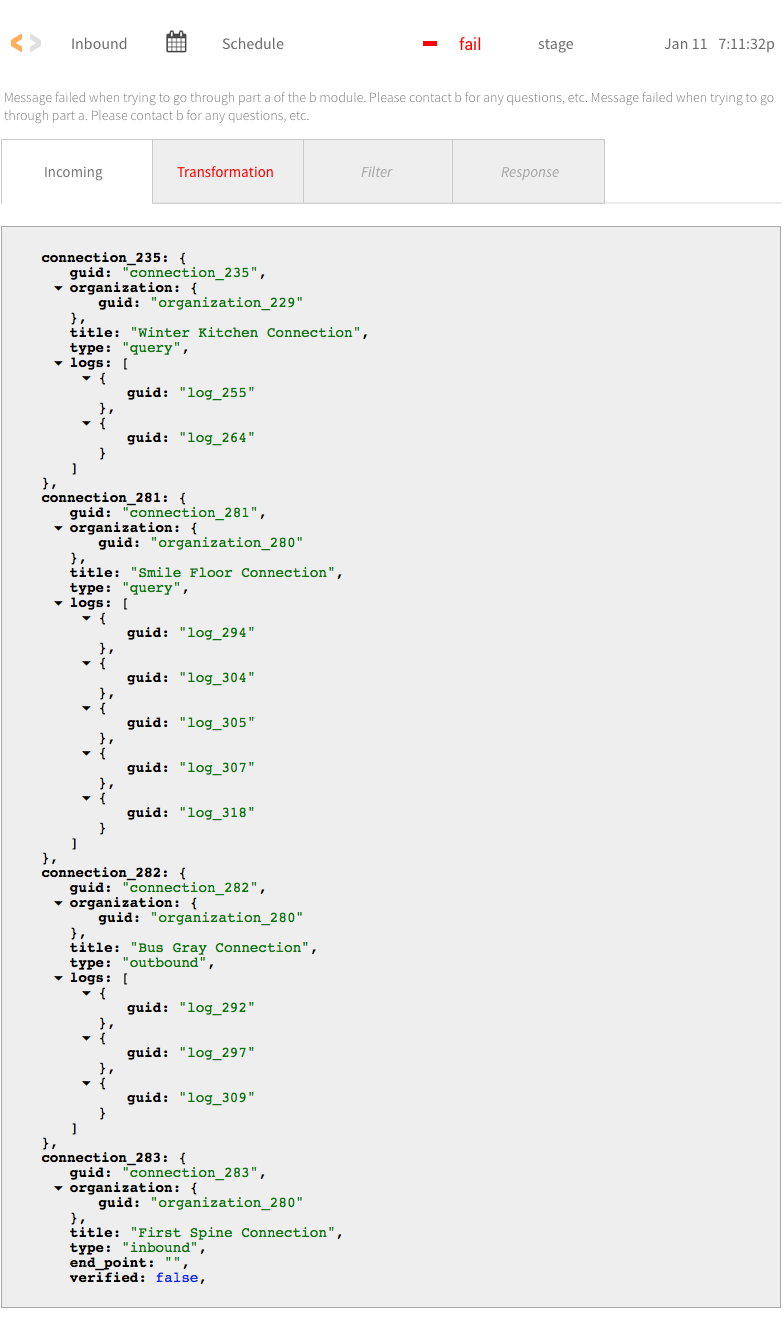 Inbound Schedule fail stage Jan 11 7:11:32p
Message failed when trying to go through part a of the b module. Please contact b for any questions, etc. Message failed when trying to go
through part a. Please contact b for any questions, etc.
Incoming Transformation Filter Response
connection_235: {
guid: "connection_235",
organization: {
guid: "organization_229"
},
title: "Winter Kitchen Connection",
type: "query",
logs: [
{
guid: "log_255"
},
{
guid: "log_264"
}
]
},
connection_281: {
guid: "connection_281",
organization: {
guid: "organization_280"
},
title: "Smile Floor Connection",
type: "query",
logs: [
{
guid: "log_294"
},
{
guid: "log_304"
},
{
guid: "log_305"
},
{
guid: "log_307"
},
{
guid: "log_318"
}
]
},
connection_282: {
guid: "connection_282",
organization: {
guid: "organization_280"
},
title: "Bus Gray Connection",
type: "outbound",
logs: [
{
guid: "log_292"
},
{
guid: "log_297"
},
{
guid: "log_309"
}
]
},
connection_283: {
guid: "connection_283",
organization: {
guid: "organization_280"
},
title: "First Spine Connection",
type: "inbound",
end_point: "",
verified: false,